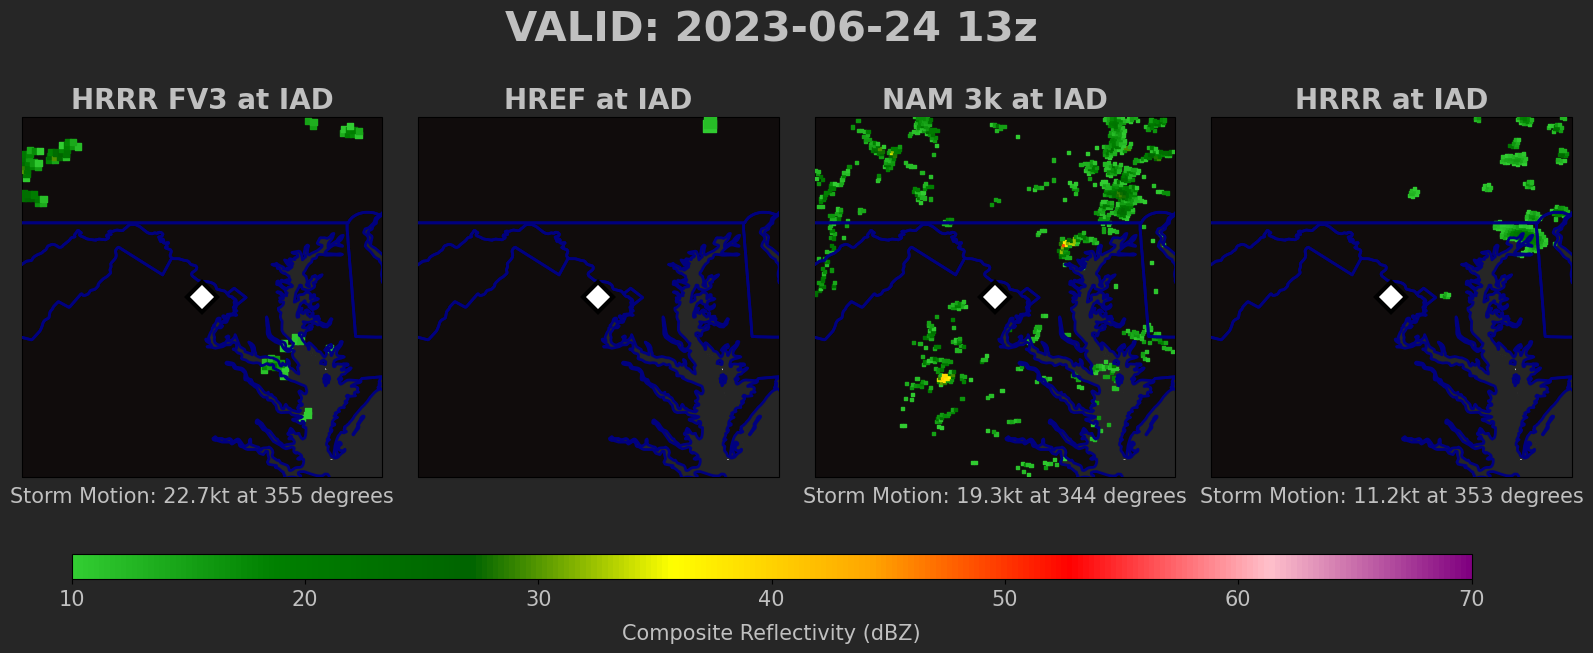 VALID: 2023-06-24 13z
HRRR FV3 at IAD
HREF at IAD
NAM 3k at IAD
HRRR at IAD
Storm Motion: 22.7kt at 355 degrees
Storm Motion: 19.3kt at 344 degrees
Storm Motion: 11.2kt at 353 degrees
10 20 30 40 50 60 70
Composite Reflectivity (dBZ)